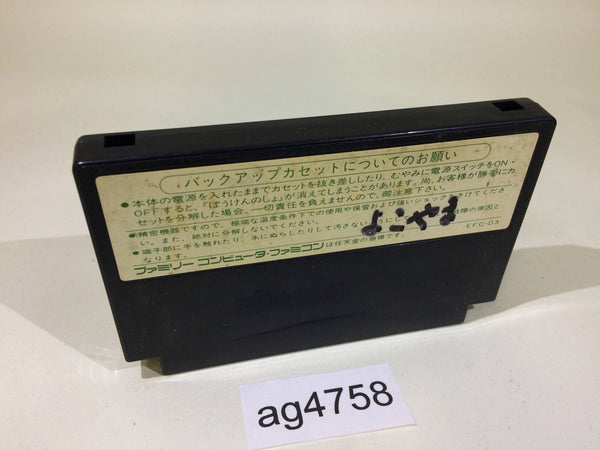 バックアップカセットについてのお願い
●本体の電源を入れたままでカセットを抜き差ししたり、むやみに電源スイッチをON・
OFFすると、『ぼうけんのしょ』が消えてしまうことがあります。尚、お客様が勝手にカ
セットを分解した場合、一切責任を負えませんので、御注意下さい。
●精密機器ですので、極端な温度条件下での使用や保管および強いショックをさけてくださ
い。また、絶対に分解しないでください。
●端子部に手を触れたり、水にぬらしたりして汚さない 故障の原因と
なります。 EFC-D3
ファミリーコンピュータ・ファミコンは任天堂の商標です。
よこやま
ag4758